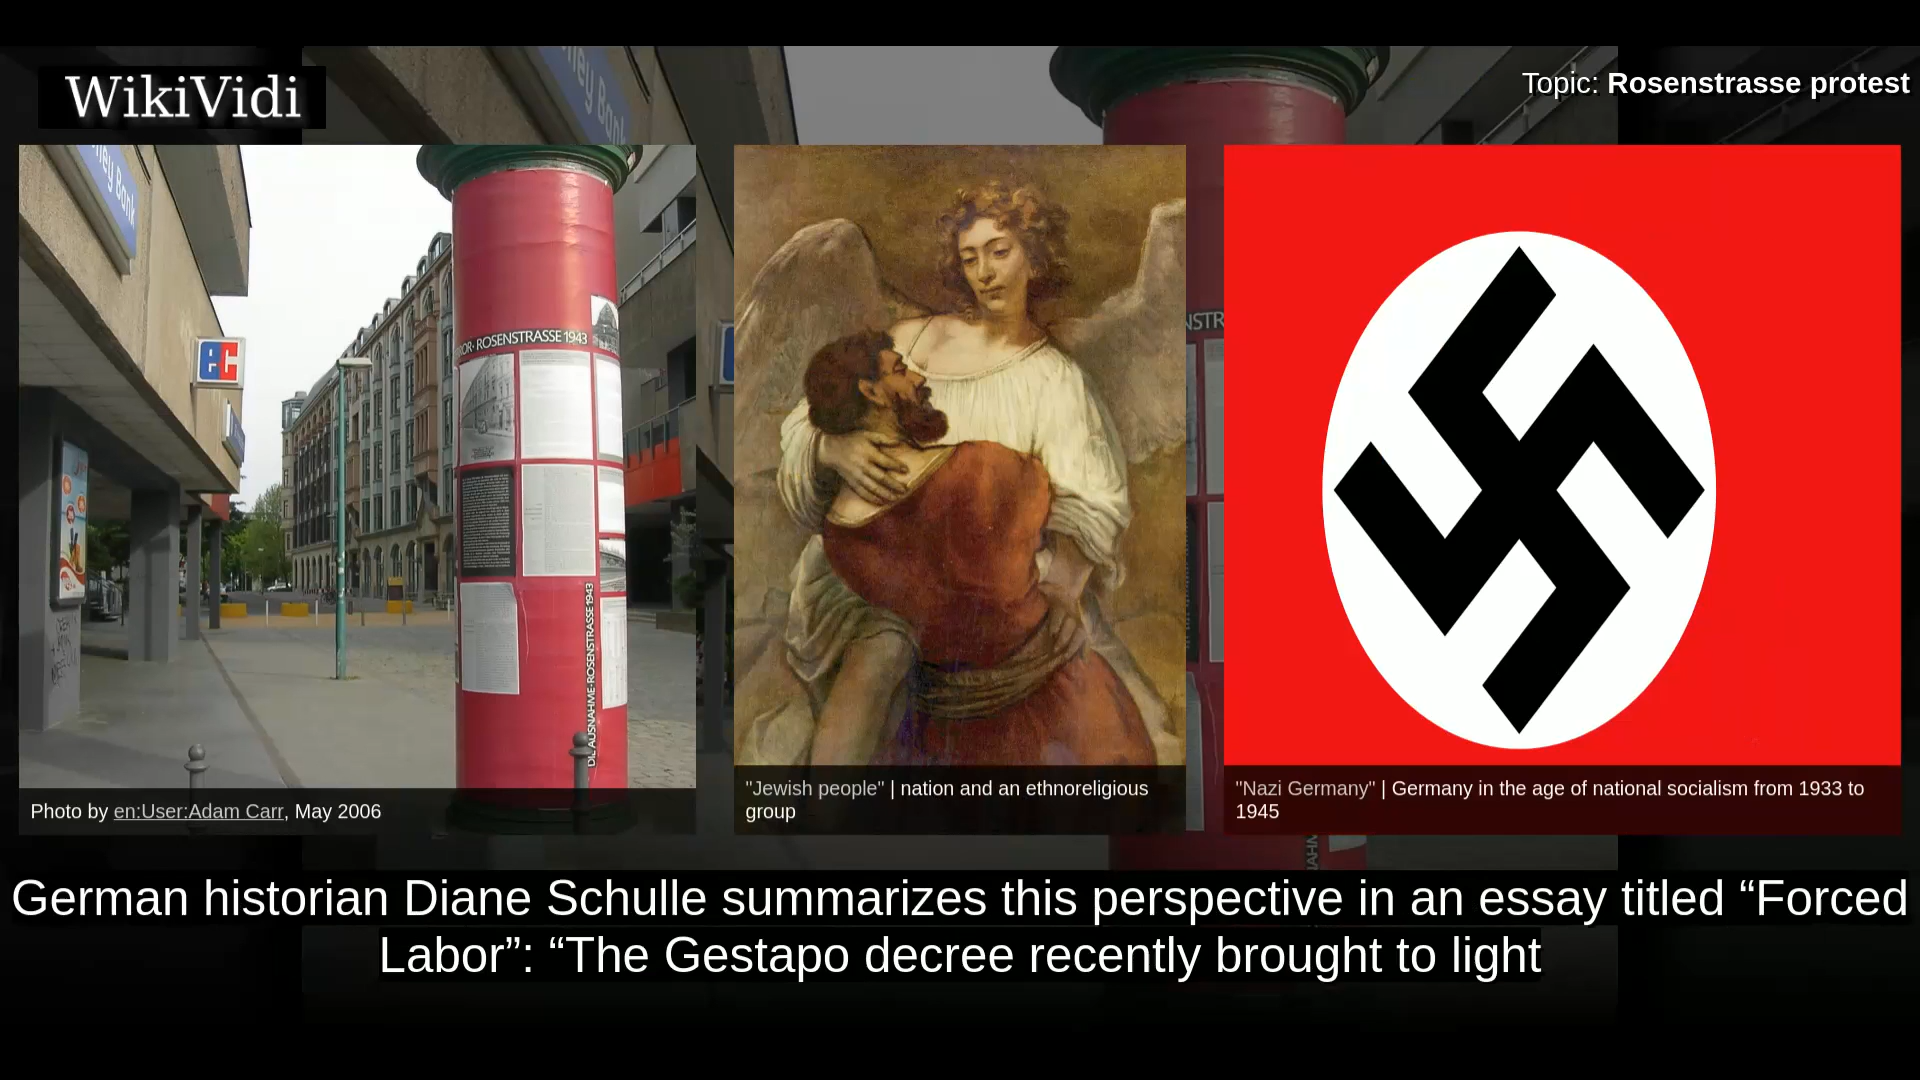 WikiVidi
Topic: Rosenstrasse protest
ney Bank
ec
ROSENSTRASSE 1943
DIE AUSNAHME·ROSENSTRASSE 1943
Photo by en:User:Adam Carr, May 2006
"Jewish people" | nation and an ethnoreligious
group
"Nazi Germany" | Germany in the age of national socialism from 1933 to
1945
German historian Diane Schulle summarizes this perspective in an essay titled “Forced
Labor”: “The Gestapo decree recently brought to light